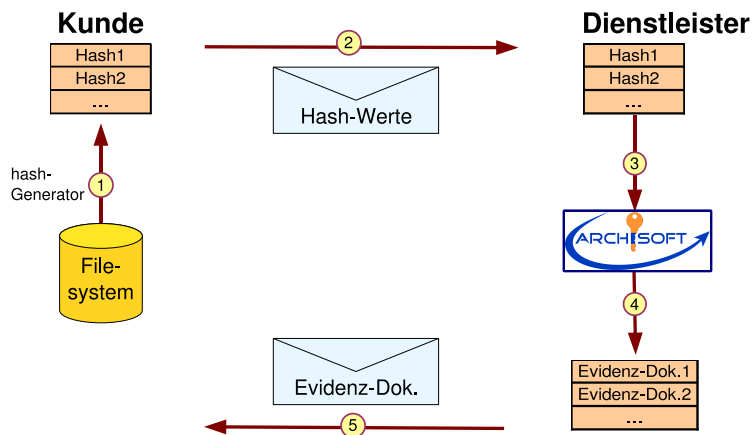 Kunde
Dienstleister
Hash1
Hash2
...
2
Hash-Werte
Hash1
Hash2
...
hash-
Generator
1
3
File-
system
ARCHISOFT
4
Evidenz-Dok.
Evidenz-Dok.1
Evidenz-Dok.2
...
5